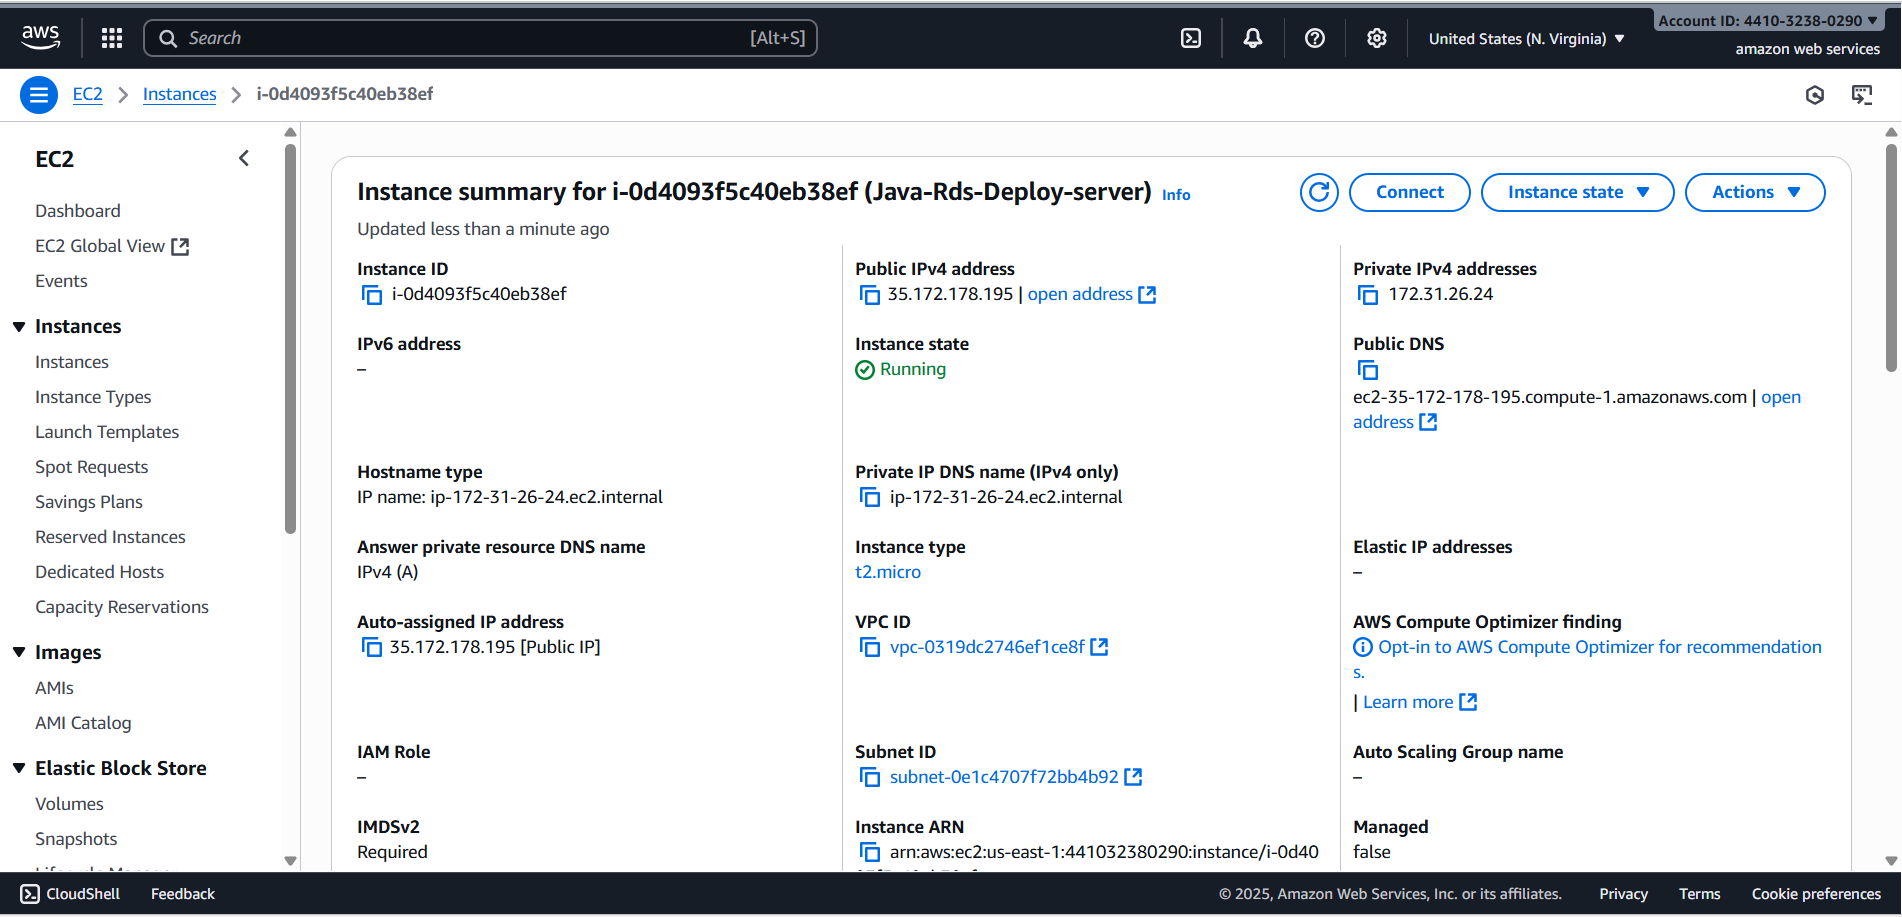 aws
Search [Alt+S]
United States (N. Virginia)
Account ID: 4410-3238-0290
amazon web services
EC2 Instances i-0d4093f5c40eb38ef
EC2
Dashboard
EC2 Global View
Events
Instances
Instances
Instance Types
Launch Templates
Spot Requests
Savings Plans
Reserved Instances
Dedicated Hosts
Capacity Reservations
Images
AMIs
AMI Catalog
Elastic Block Store
Volumes
Snapshots
Instance summary for i-0d4093f5c40eb38ef (Java-Rds-Deploy-server) Info
Connect
Instance state
Actions
Updated less than a minute ago
Instance ID
i-0d4093f5c40eb38ef
Public IPv4 address
35.172.178.195 | open address
Private IPv4 addresses
172.31.26.24
IPv6 address
–
Instance state
Running
Public DNS
ec2-35-172-178-195.compute-1.amazonaws.com | open
address
Hostname type
IP name: ip-172-31-26-24.ec2.internal
Private IP DNS name (IPv4 only)
ip-172-31-26-24.ec2.internal
Answer private resource DNS name
IPv4 (A)
Instance type
t2.micro
Elastic IP addresses
–
Auto-assigned IP address
35.172.178.195 [Public IP]
VPC ID
vpc-0319dc2746ef1ce8f
AWS Compute Optimizer finding
Opt-in to AWS Compute Optimizer for recommendation
s.
| Learn more
IAM Role
–
Subnet ID
subnet-0e1c4707f72bb4b92
Auto Scaling Group name
–
IMDSv2
Required
Instance ARN
arn:aws:ec2:us-east-1:441032380290:instance/i-0d40
Managed
false
CloudShell
Feedback
© 2025, Amazon Web Services, Inc. or its affiliates.
Privacy
Terms
Cookie preferences